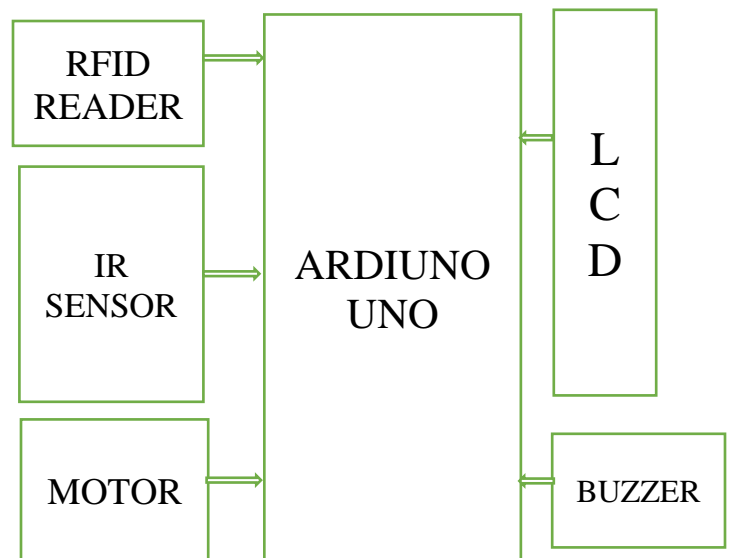 RFID
READER
IR
SENSOR
MOTOR
ARDIUNO
UNO
L
C
D
BUZZER